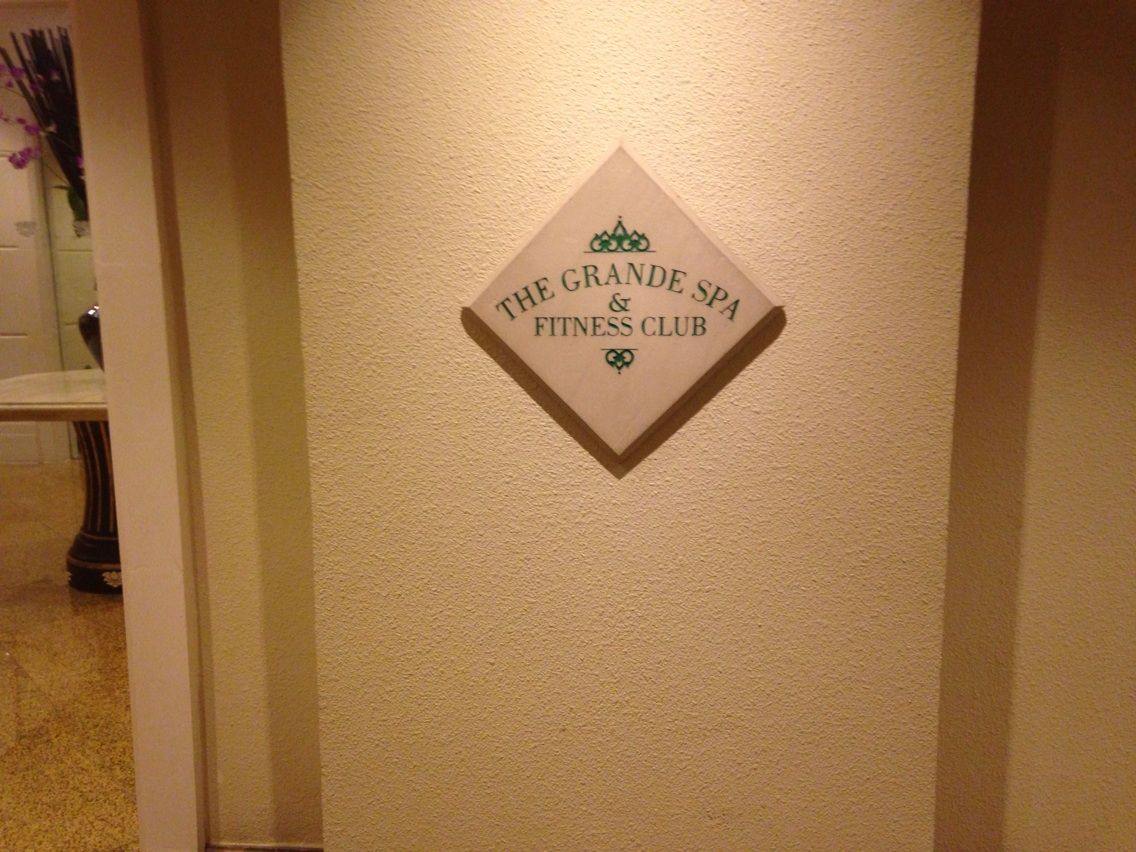 THE GRANDE SPA
&
FITNESS CLUB